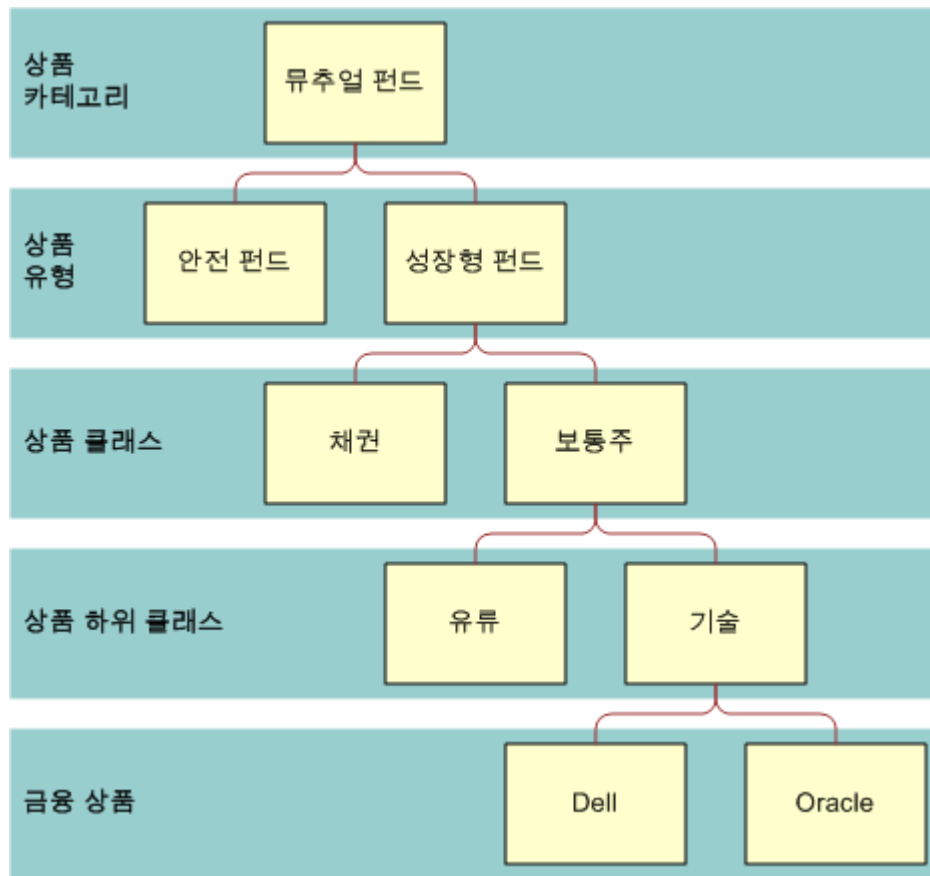 상품
카테고리
뮤추얼 펀드
상품
유형
안전 펀드
성장형 펀드
상품 클래스
채권
보통주
상품 하위 클래스
유류
기술
금융 상품
Dell
Oracle